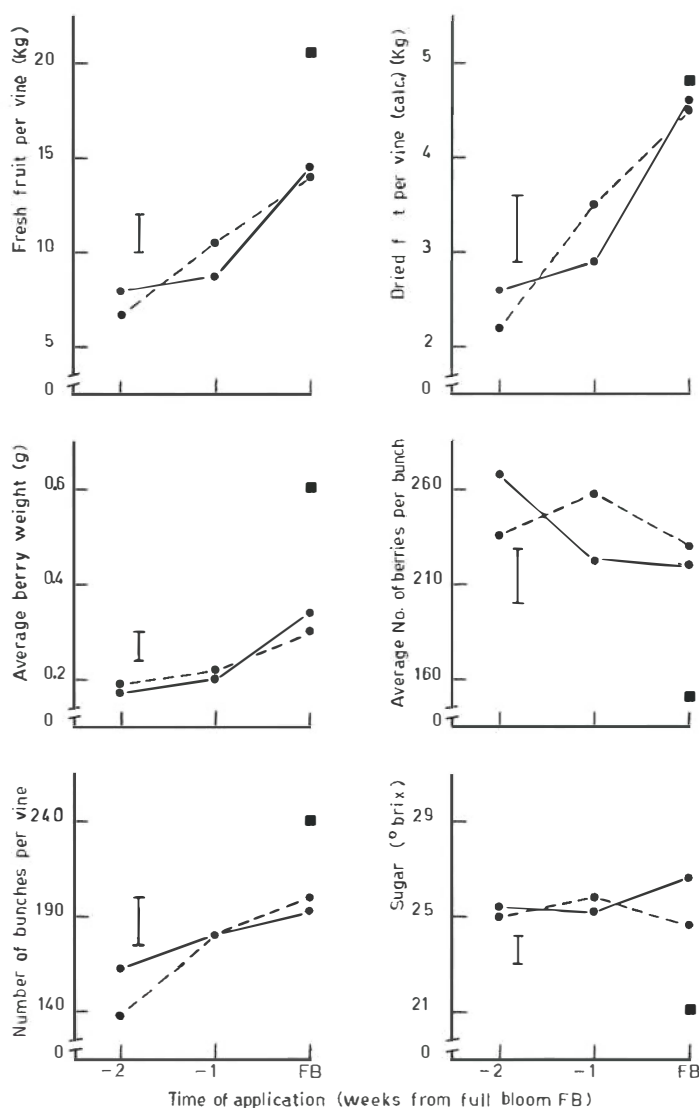 Fresh fruit per vine (Kg)
20
15
10
5
0
Dried f t per vine (calc.) (Kg)
5
4
3
2
0
Average berry weight (g)
0.6
0.4
0.2
0
Average No. of berries per bunch
260
210
160
0
Number of bunches per vine
240
190
140
0
-2 -1 FB
Sugar (°brix)
29
25
21
0
-2 -1 FB
Time of application (weeks from full bloom FB)